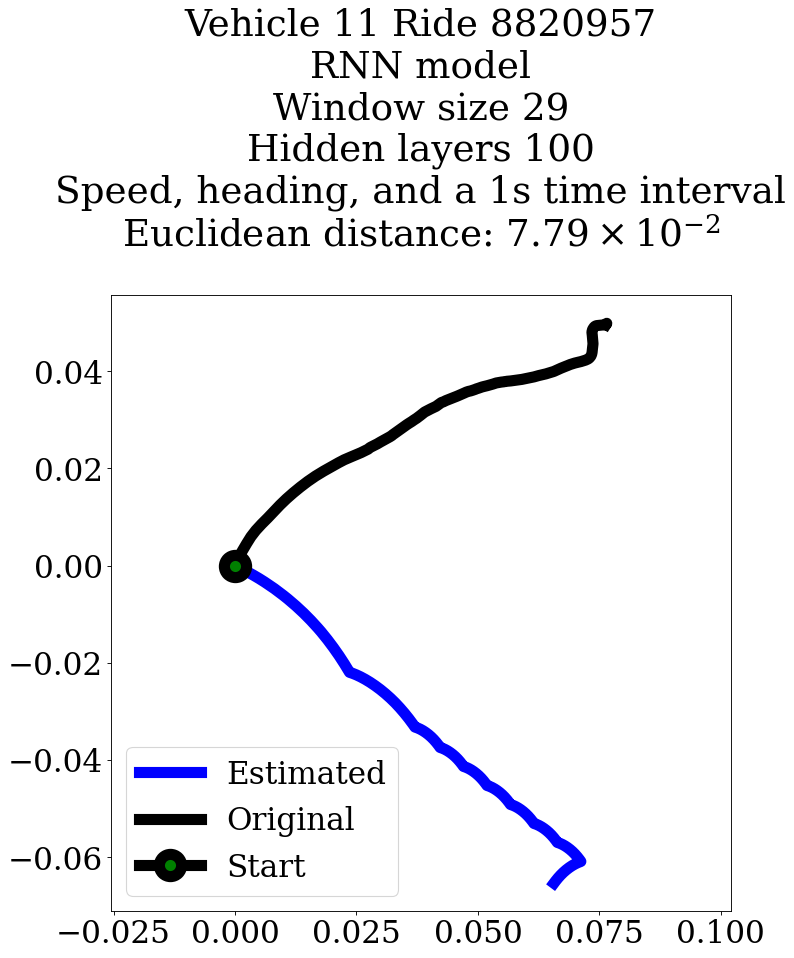 Vehicle 11 Ride 8820957
RNN model
Window size 29
Hidden layers 100
Speed, heading, and a 1s time interval
Euclidean distance: 7.79 × 10⁻²
0.04
0.02
0.00
−0.02
−0.04
−0.06
Estimated
Original
Start
−0.025 0.000 0.025 0.050 0.075 0.100